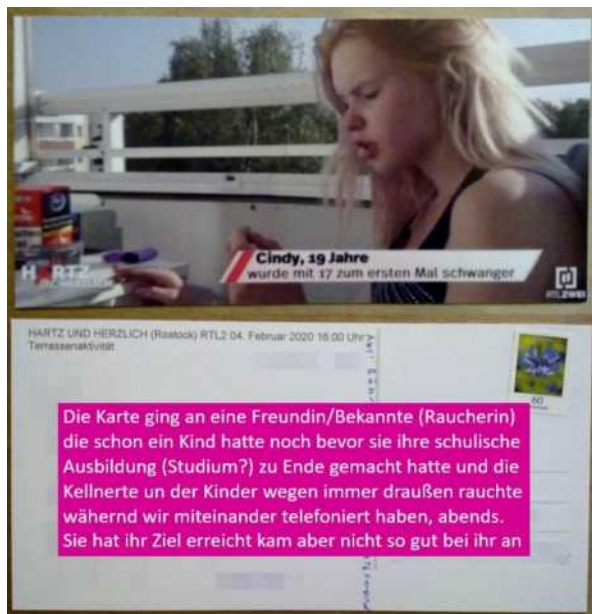 Cindy, 19 Jahre
wurde mit 17 zum ersten Mal schwanger
HARTZ
RTLZWEI
HARTZ UND HERZLICH (Rostock) RTL2 04. Februar 2020 16:00 Uhr
Terrassenaktivität
60
Die Karte ging an eine Freundin/Bekannte (Raucherin)
die schon ein Kind hatte noch bevor sie ihre schulische
Ausbildung (Studium?) zu Ende gemacht hatte und die
Kellnerte un der Kinder wegen immer draußen rauchte
wähernd wir miteinander telefoniert haben, abends.
Sie hat ihr Ziel erreicht kam aber nicht so gut bei ihr an